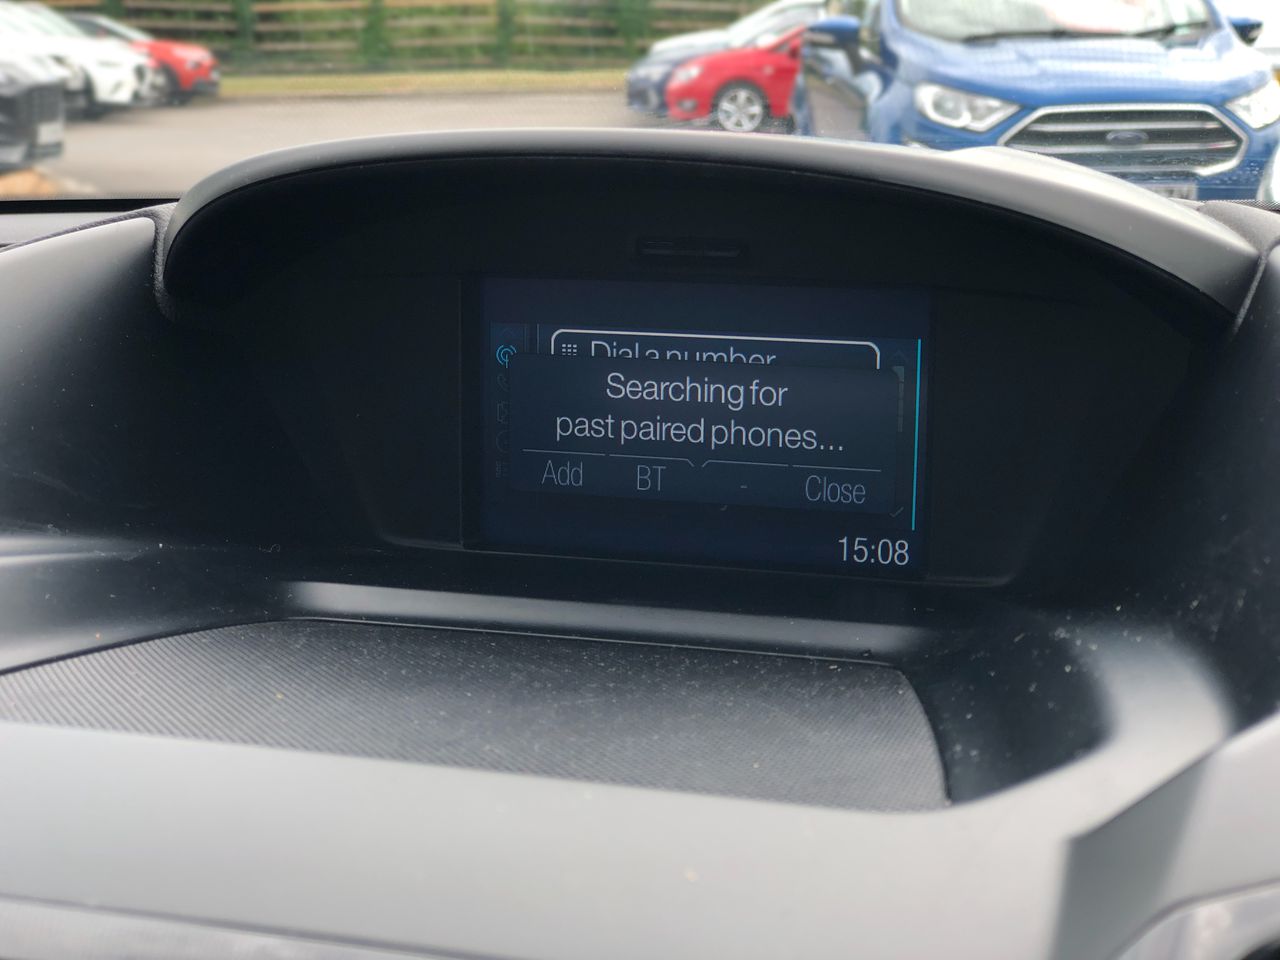 Dial a number
Searching for
past paired phones...
Add BT - Close
15:08